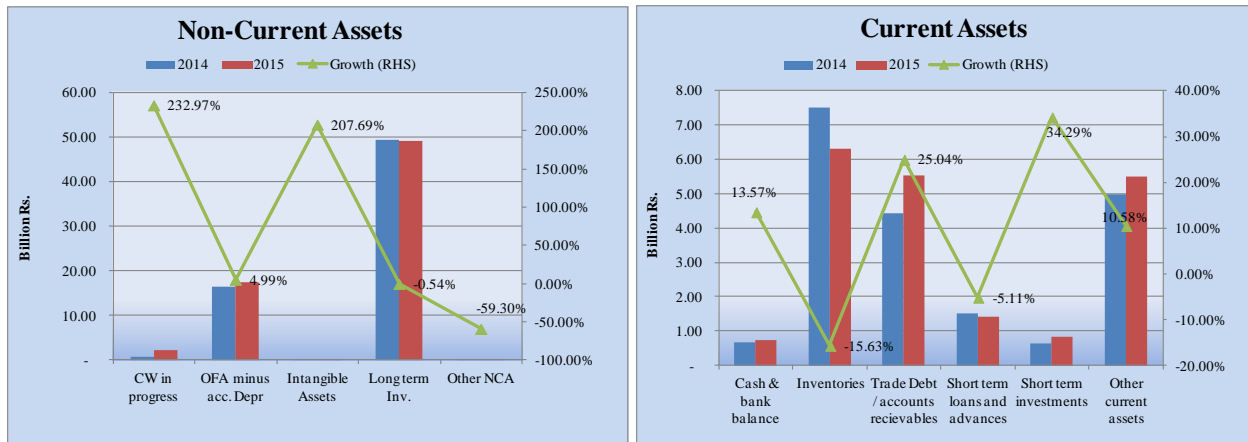 Non-Current Assets
2014 2015 Growth (RHS)
60.00
50.00
40.00
30.00
20.00
10.00
-
Billion Rs.
250.00%
200.00%
150.00%
100.00%
50.00%
0.00%
-50.00%
-100.00%
232.97%
4.99%
207.69%
-0.54%
-59.30%
CW in
progress
OFA minus
acc. Depr
Intangible
Assets
Long term
Inv.
Other NCA
Current Assets
2014 2015 Growth (RHS)
8.00
7.00
6.00
5.00
4.00
3.00
2.00
1.00
-
Billion Rs.
40.00%
30.00%
20.00%
10.00%
0.00%
-10.00%
-20.00%
13.57%
-15.63%
25.04%
-5.11%
34.29%
10.58%
Cash &
bank
balance
Inventories
Trade Debt
/ accounts
recievables
Short term
loans and
advances
Short term
investments
Other
current
assets